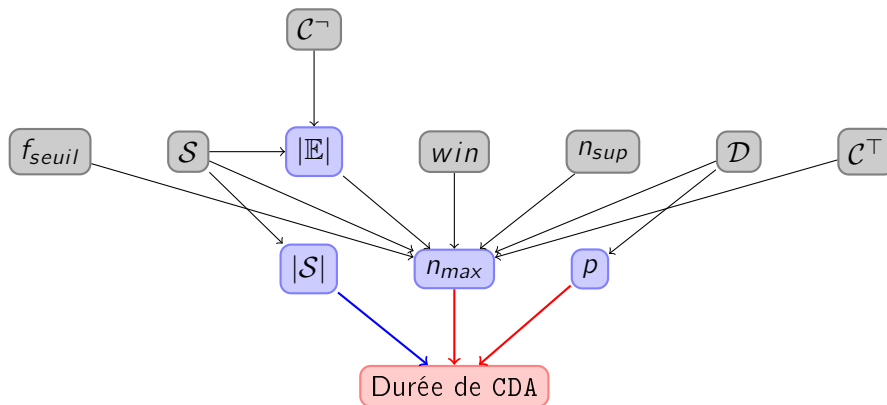 𝒞¬
f_seuil 𝒮 |𝔼| win n_sup 𝒟 𝒞⊤
|𝒮| n_max p
Durée de CDA